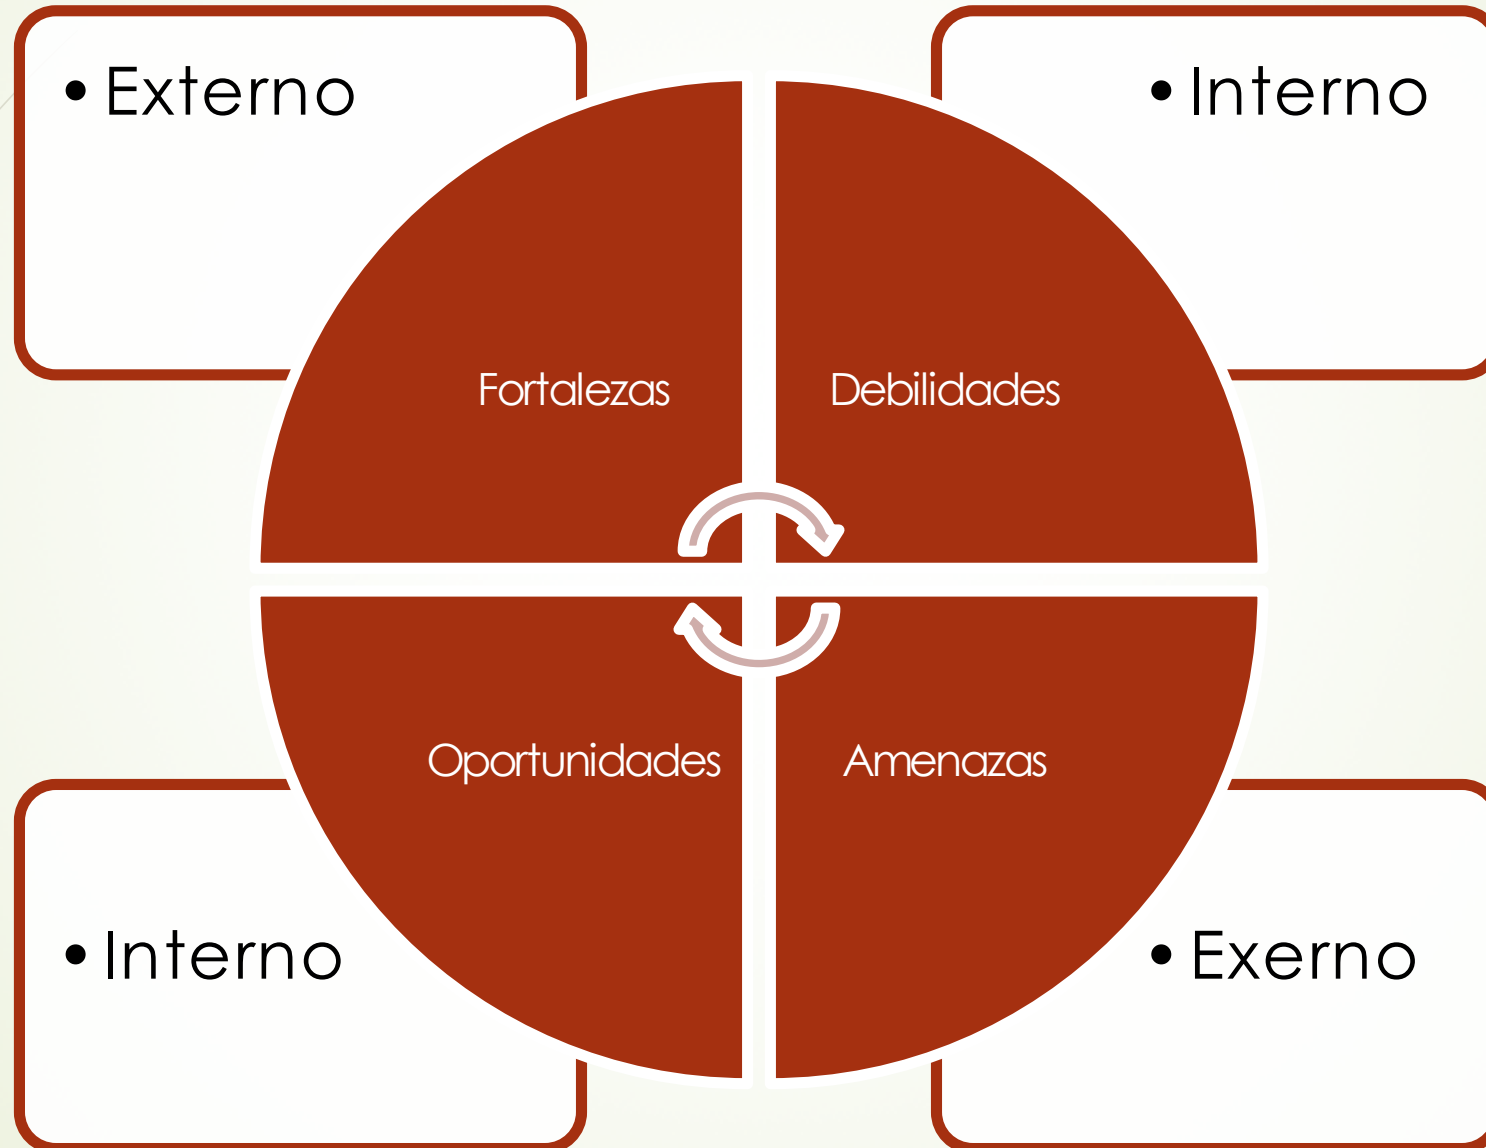 • Externo
• Interno
Fortalezas
Debilidades
Oportunidades
Amenazas
• Interno
• Exerno